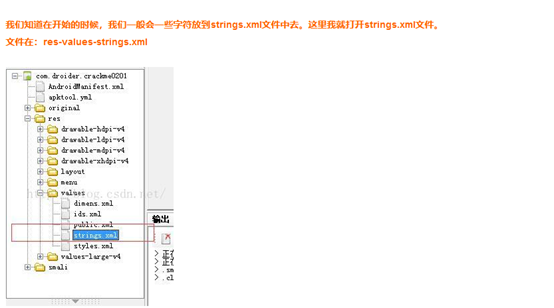 我们知道在开始的时候，我们一般会一些字符放到strings.xml文件中去。这里我就打开strings.xml文件。
文件在：res-values-strings.xml
com.droider.crackme0201
AndroidManifest.xml
apktool.yml
original
res
drawable-hdpi-v4
drawable-ldpi-v4
drawable-mdpi-v4
drawable-xhdpi-v4
layout
menu
values
dimens.xml
ids.xml
public.xml
输出
strings.xml
styles.xml
values-large-v4
smali
> 正
> 正
> .sm
> .cl